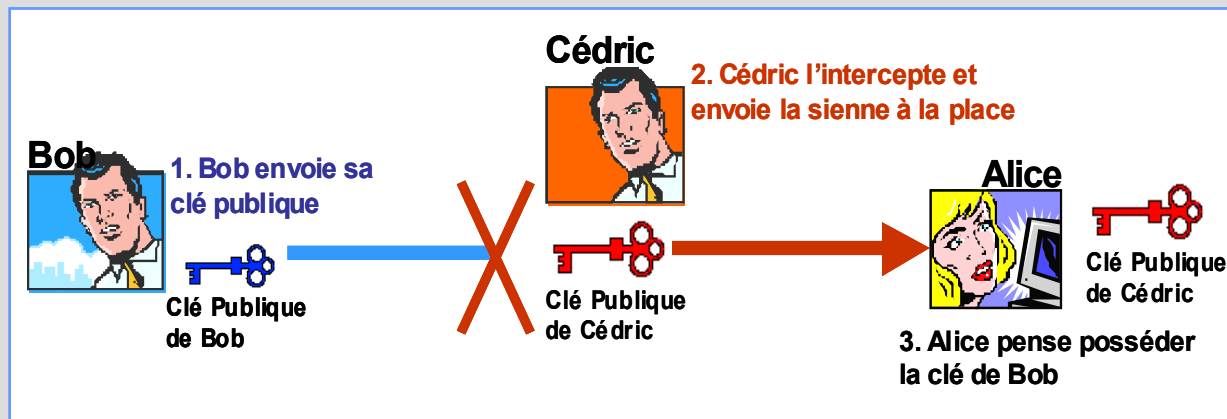 Bob
1. Bob envoie sa
clé publique
Clé Publique
de Bob
Cédric
2. Cédric l’intercepte et
envoie la sienne à la place
Clé Publique
de Cédric
Alice
Clé Publique
de Cédric
3. Alice pense posséder
la clé de Bob